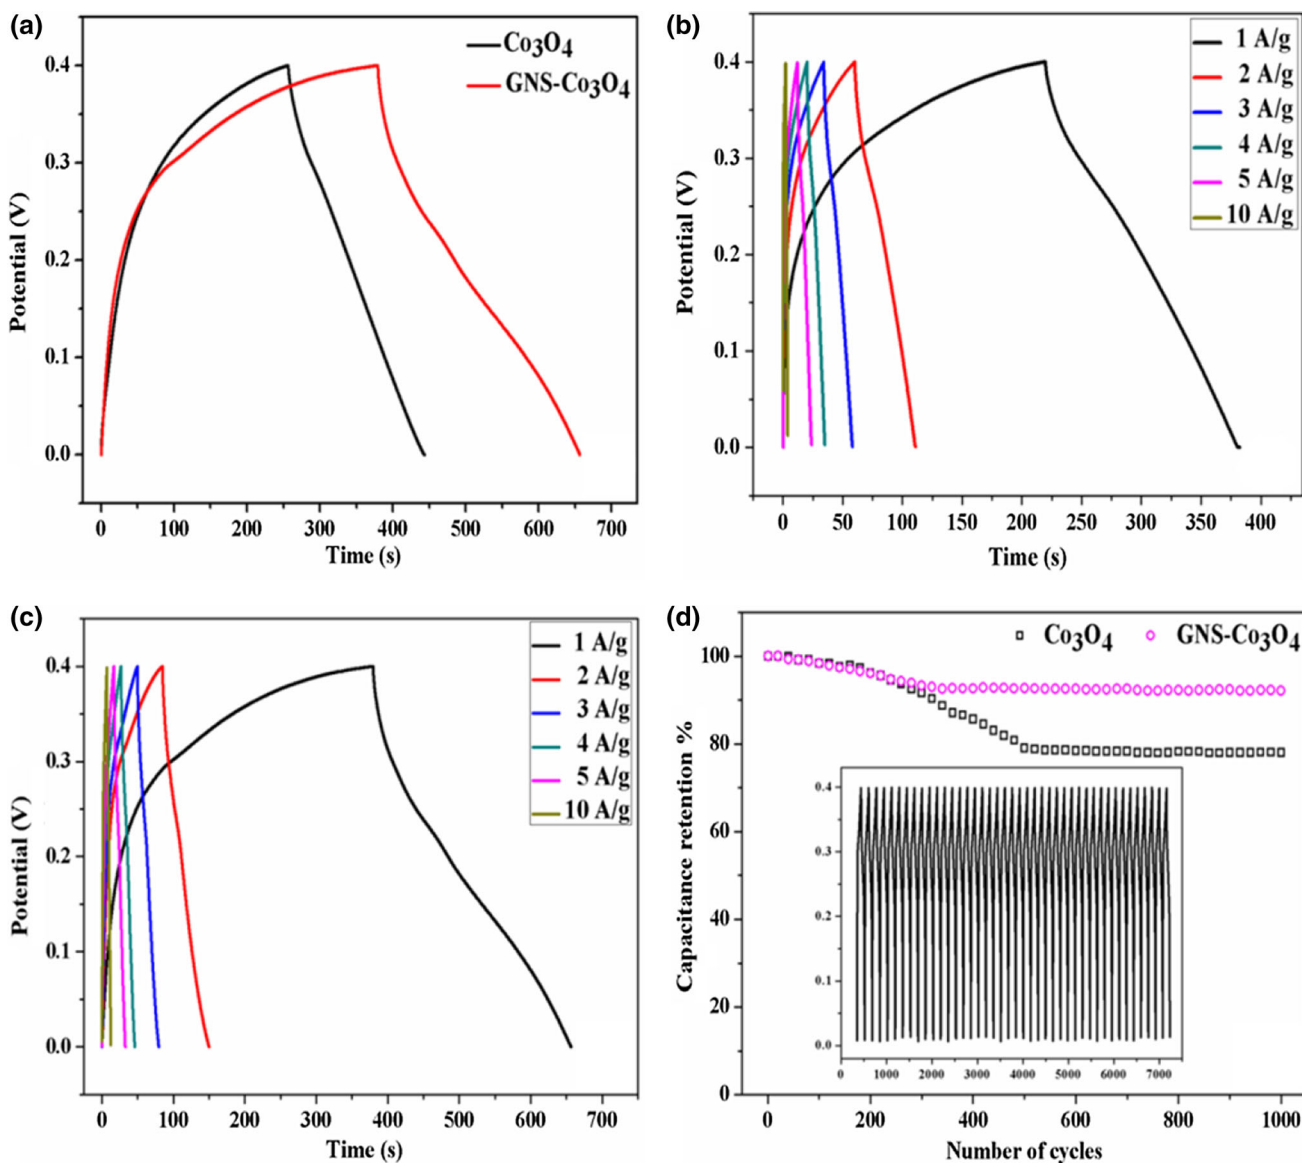 (a)
Co3O4
GNS-Co3O4
0.4
0.3
0.2
0.1
0.0
Potential (V)
0 100 200 300 400 500 600 700
Time (s)
(b)
1 A/g
2 A/g
3 A/g
4 A/g
5 A/g
10 A/g
0.4
0.3
0.2
0.1
0.0
Potential (V)
0 50 100 150 200 250 300 350 400
Time (s)
(c)
1 A/g
2 A/g
3 A/g
4 A/g
5 A/g
10 A/g
0.4
0.3
0.2
0.1
0.0
Potential (V)
0 100 200 300 400 500 600 700
Time (s)
(d)
Co3O4 GNS-Co3O4
100
80
60
40
20
0
Capacitance retention %
0.4
0.3
0.2
0.1
0.0
0 1000 2000 3000 4000 5000 6000 7000
0 200 400 600 800 1000
Number of cycles